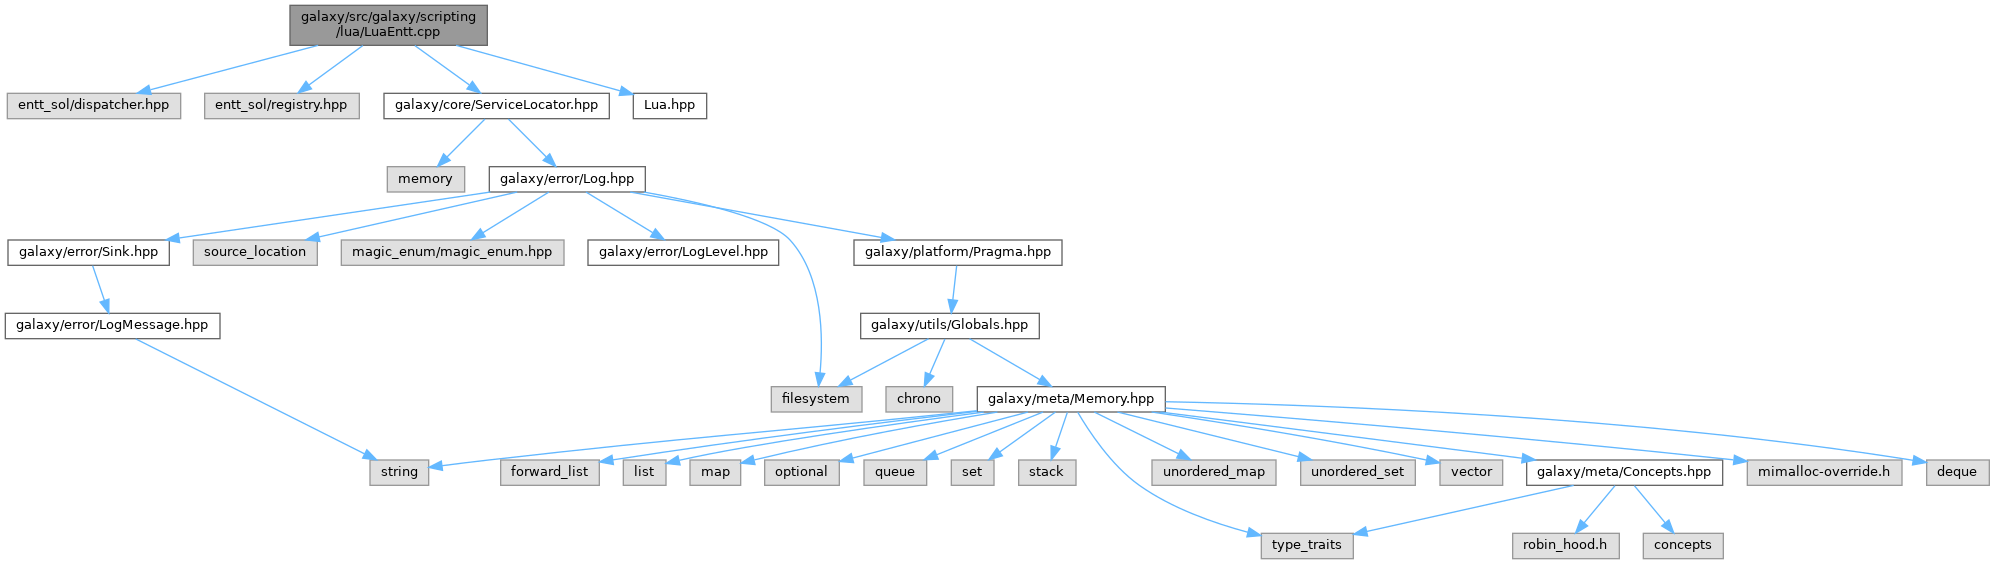 galaxy/src/galaxy/scripting
/lua/LuaEntt.cpp
entt_sol/dispatcher.hpp
entt_sol/registry.hpp
galaxy/core/ServiceLocator.hpp
Lua.hpp
memory
galaxy/error/Log.hpp
galaxy/error/Sink.hpp
source_location
magic_enum/magic_enum.hpp
galaxy/error/LogLevel.hpp
galaxy/platform/Pragma.hpp
galaxy/error/LogMessage.hpp
galaxy/utils/Globals.hpp
filesystem
chrono
galaxy/meta/Memory.hpp
string
forward_list
list
map
optional
queue
set
stack
unordered_map
unordered_set
vector
galaxy/meta/Concepts.hpp
mimalloc-override.h
deque
type_traits
robin_hood.h
concepts